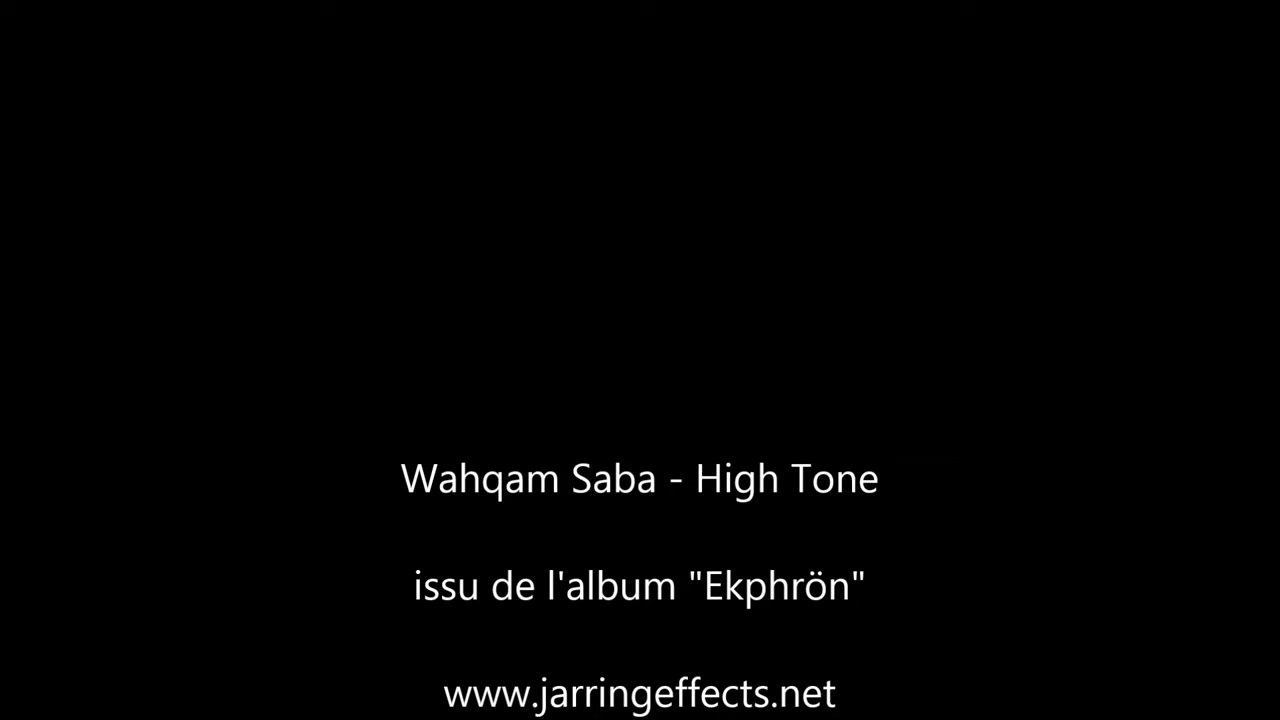 Wahqam Saba - High Tone
issu de l'album "Ekphrön"
www.jarringeffects.net